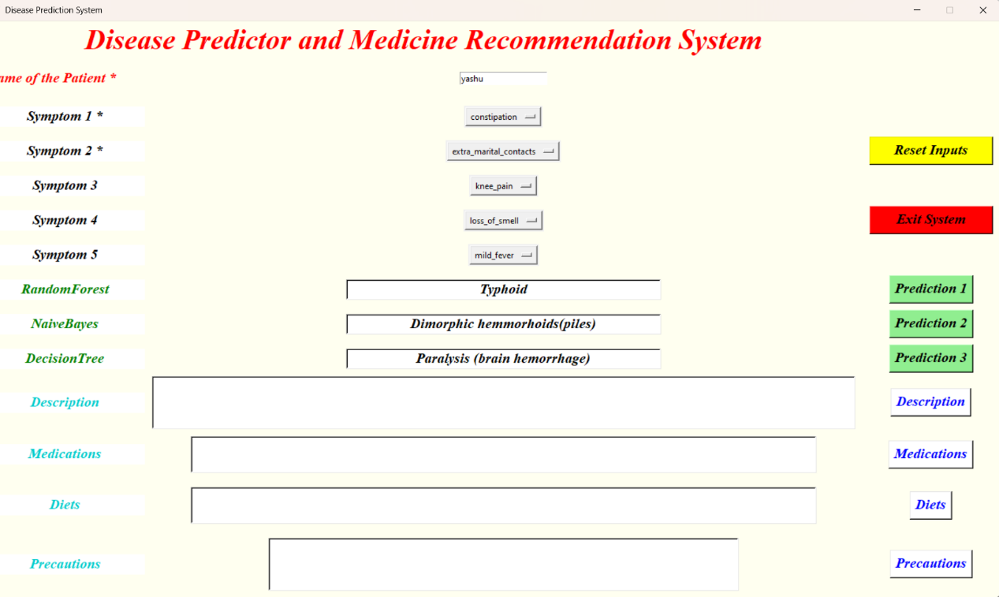 Disease Prediction System
Disease Predictor and Medicine Recommendation System
ame of the Patient * yashu
Symptom 1 * constipation
Symptom 2 * extra_marital_contacts Reset Inputs
Symptom 3 knee_pain
Symptom 4 loss_of_smell Exit System
Symptom 5 mild_fever
RandomForest Typhoid Prediction 1
NaiveBayes Dimorphic hemmorhoids(piles) Prediction 2
DecisionTree Paralysis (brain hemorrhage) Prediction 3
Description Description
Medications Medications
Diets Diets
Precautions Precautions